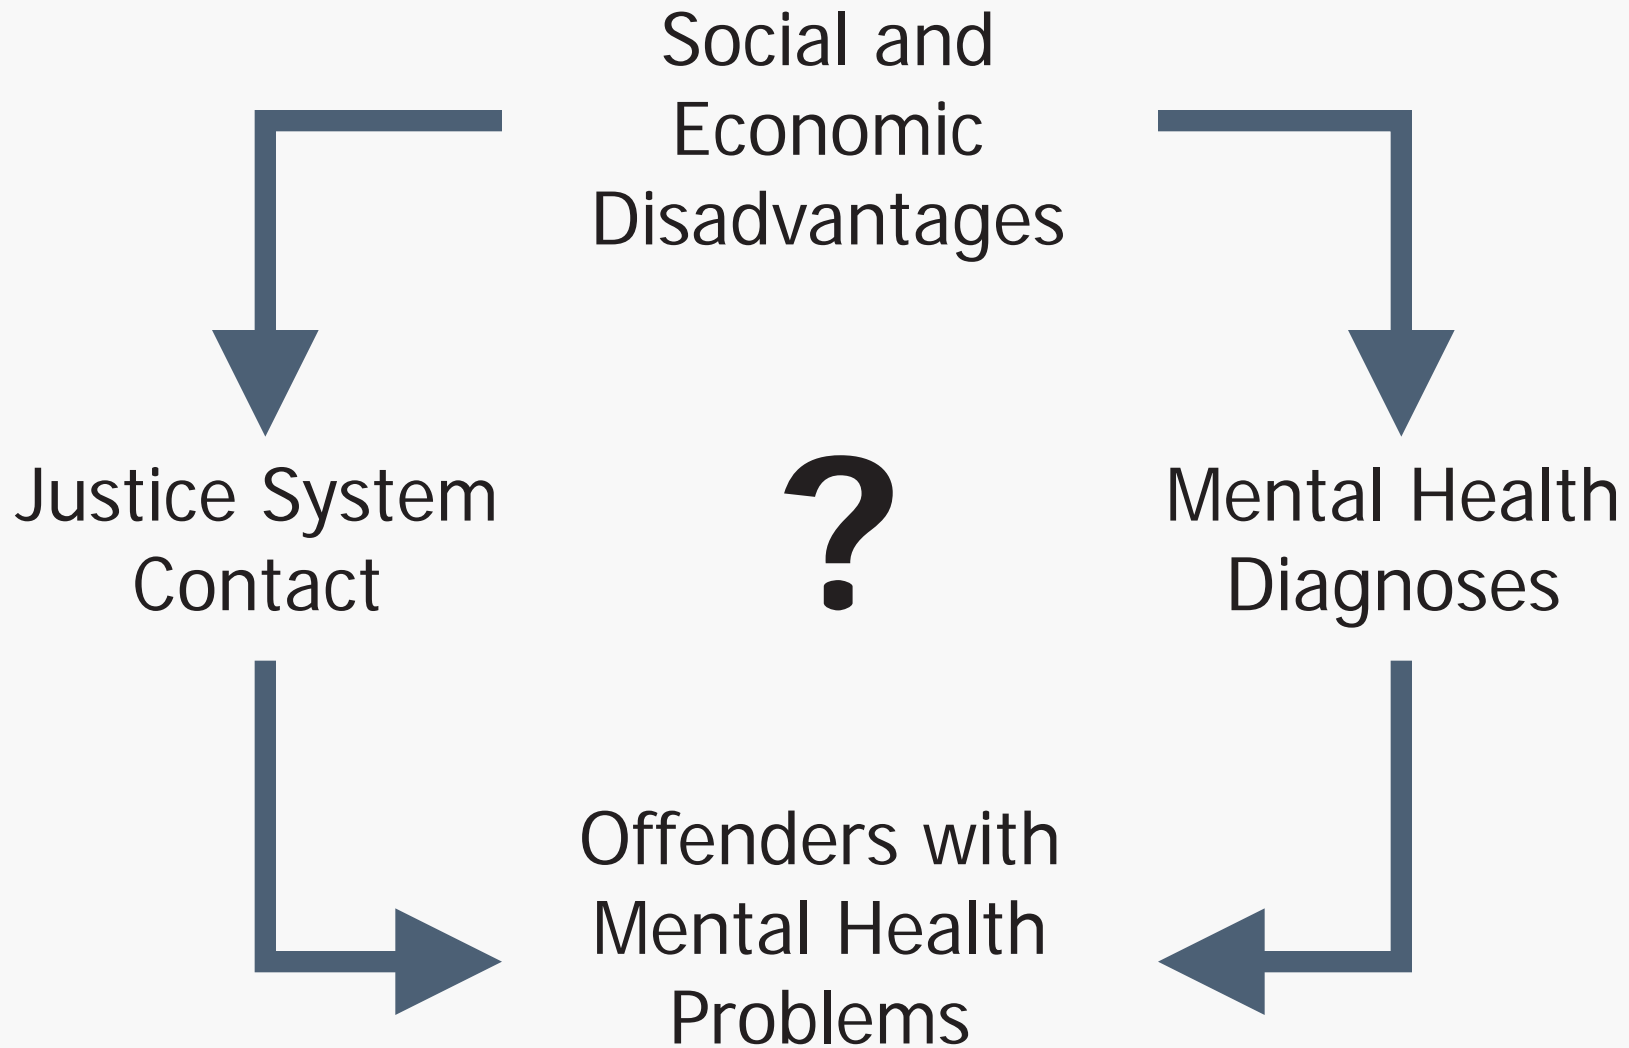 Social and
Economic
Disadvantages
Justice System
Contact
?
Mental Health
Diagnoses
Offenders with
Mental Health
Problems